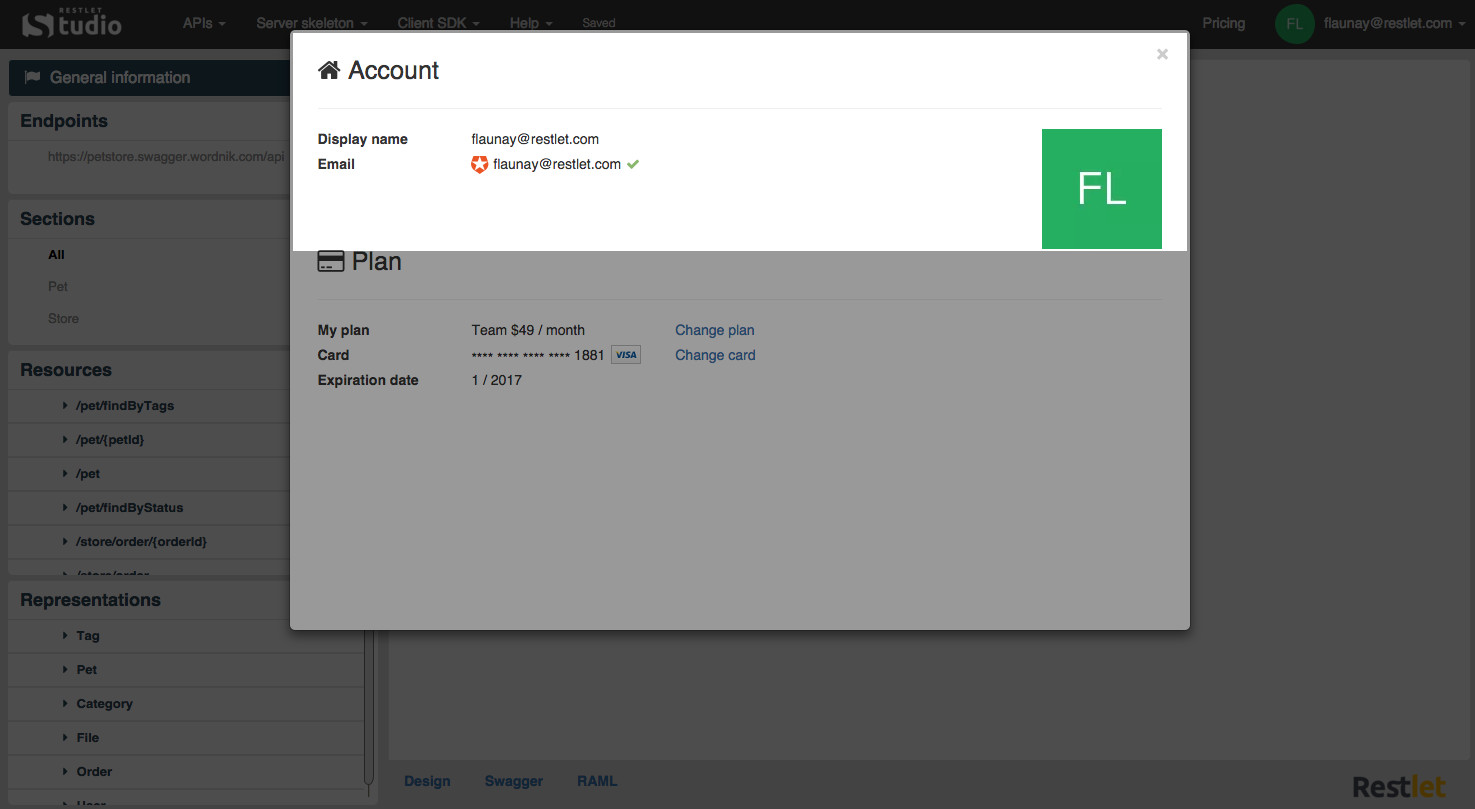 RESTLET
Studio
APIs
Server skeleton
Client SDK
Help
Saved
Pricing
FL
flaunay@restlet.com
General information
Endpoints
https://petstore.swagger.wordnik.com/api
Sections
All
Pet
Store
Resources
/pet/findByTags
/pet/{petId}
/pet
/pet/findByStatus
/store/order/{orderId}
/store/order
Representations
Tag
Pet
Category
File
Order
User
Account
×
Display name flaunay@restlet.com
Email flaunay@restlet.com
FL
Plan
My plan Team $49 / month Change plan
Card **** **** **** **** 1881 VISA Change card
Expiration date 1 / 2017
Design Swagger RAML
Restlet